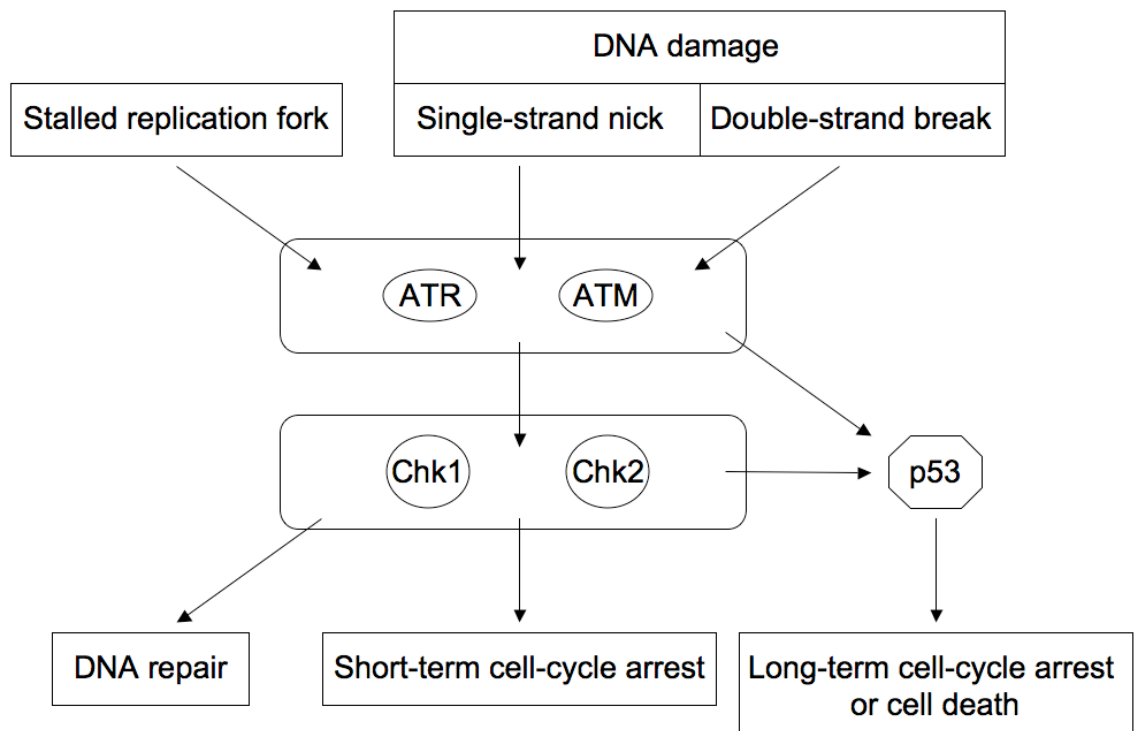 DNA damage
Stalled replication fork
Single-strand nick
Double-strand break
ATR
ATM
Chk1
Chk2
p53
DNA repair
Short-term cell-cycle arrest
Long-term cell-cycle arrest
or cell death